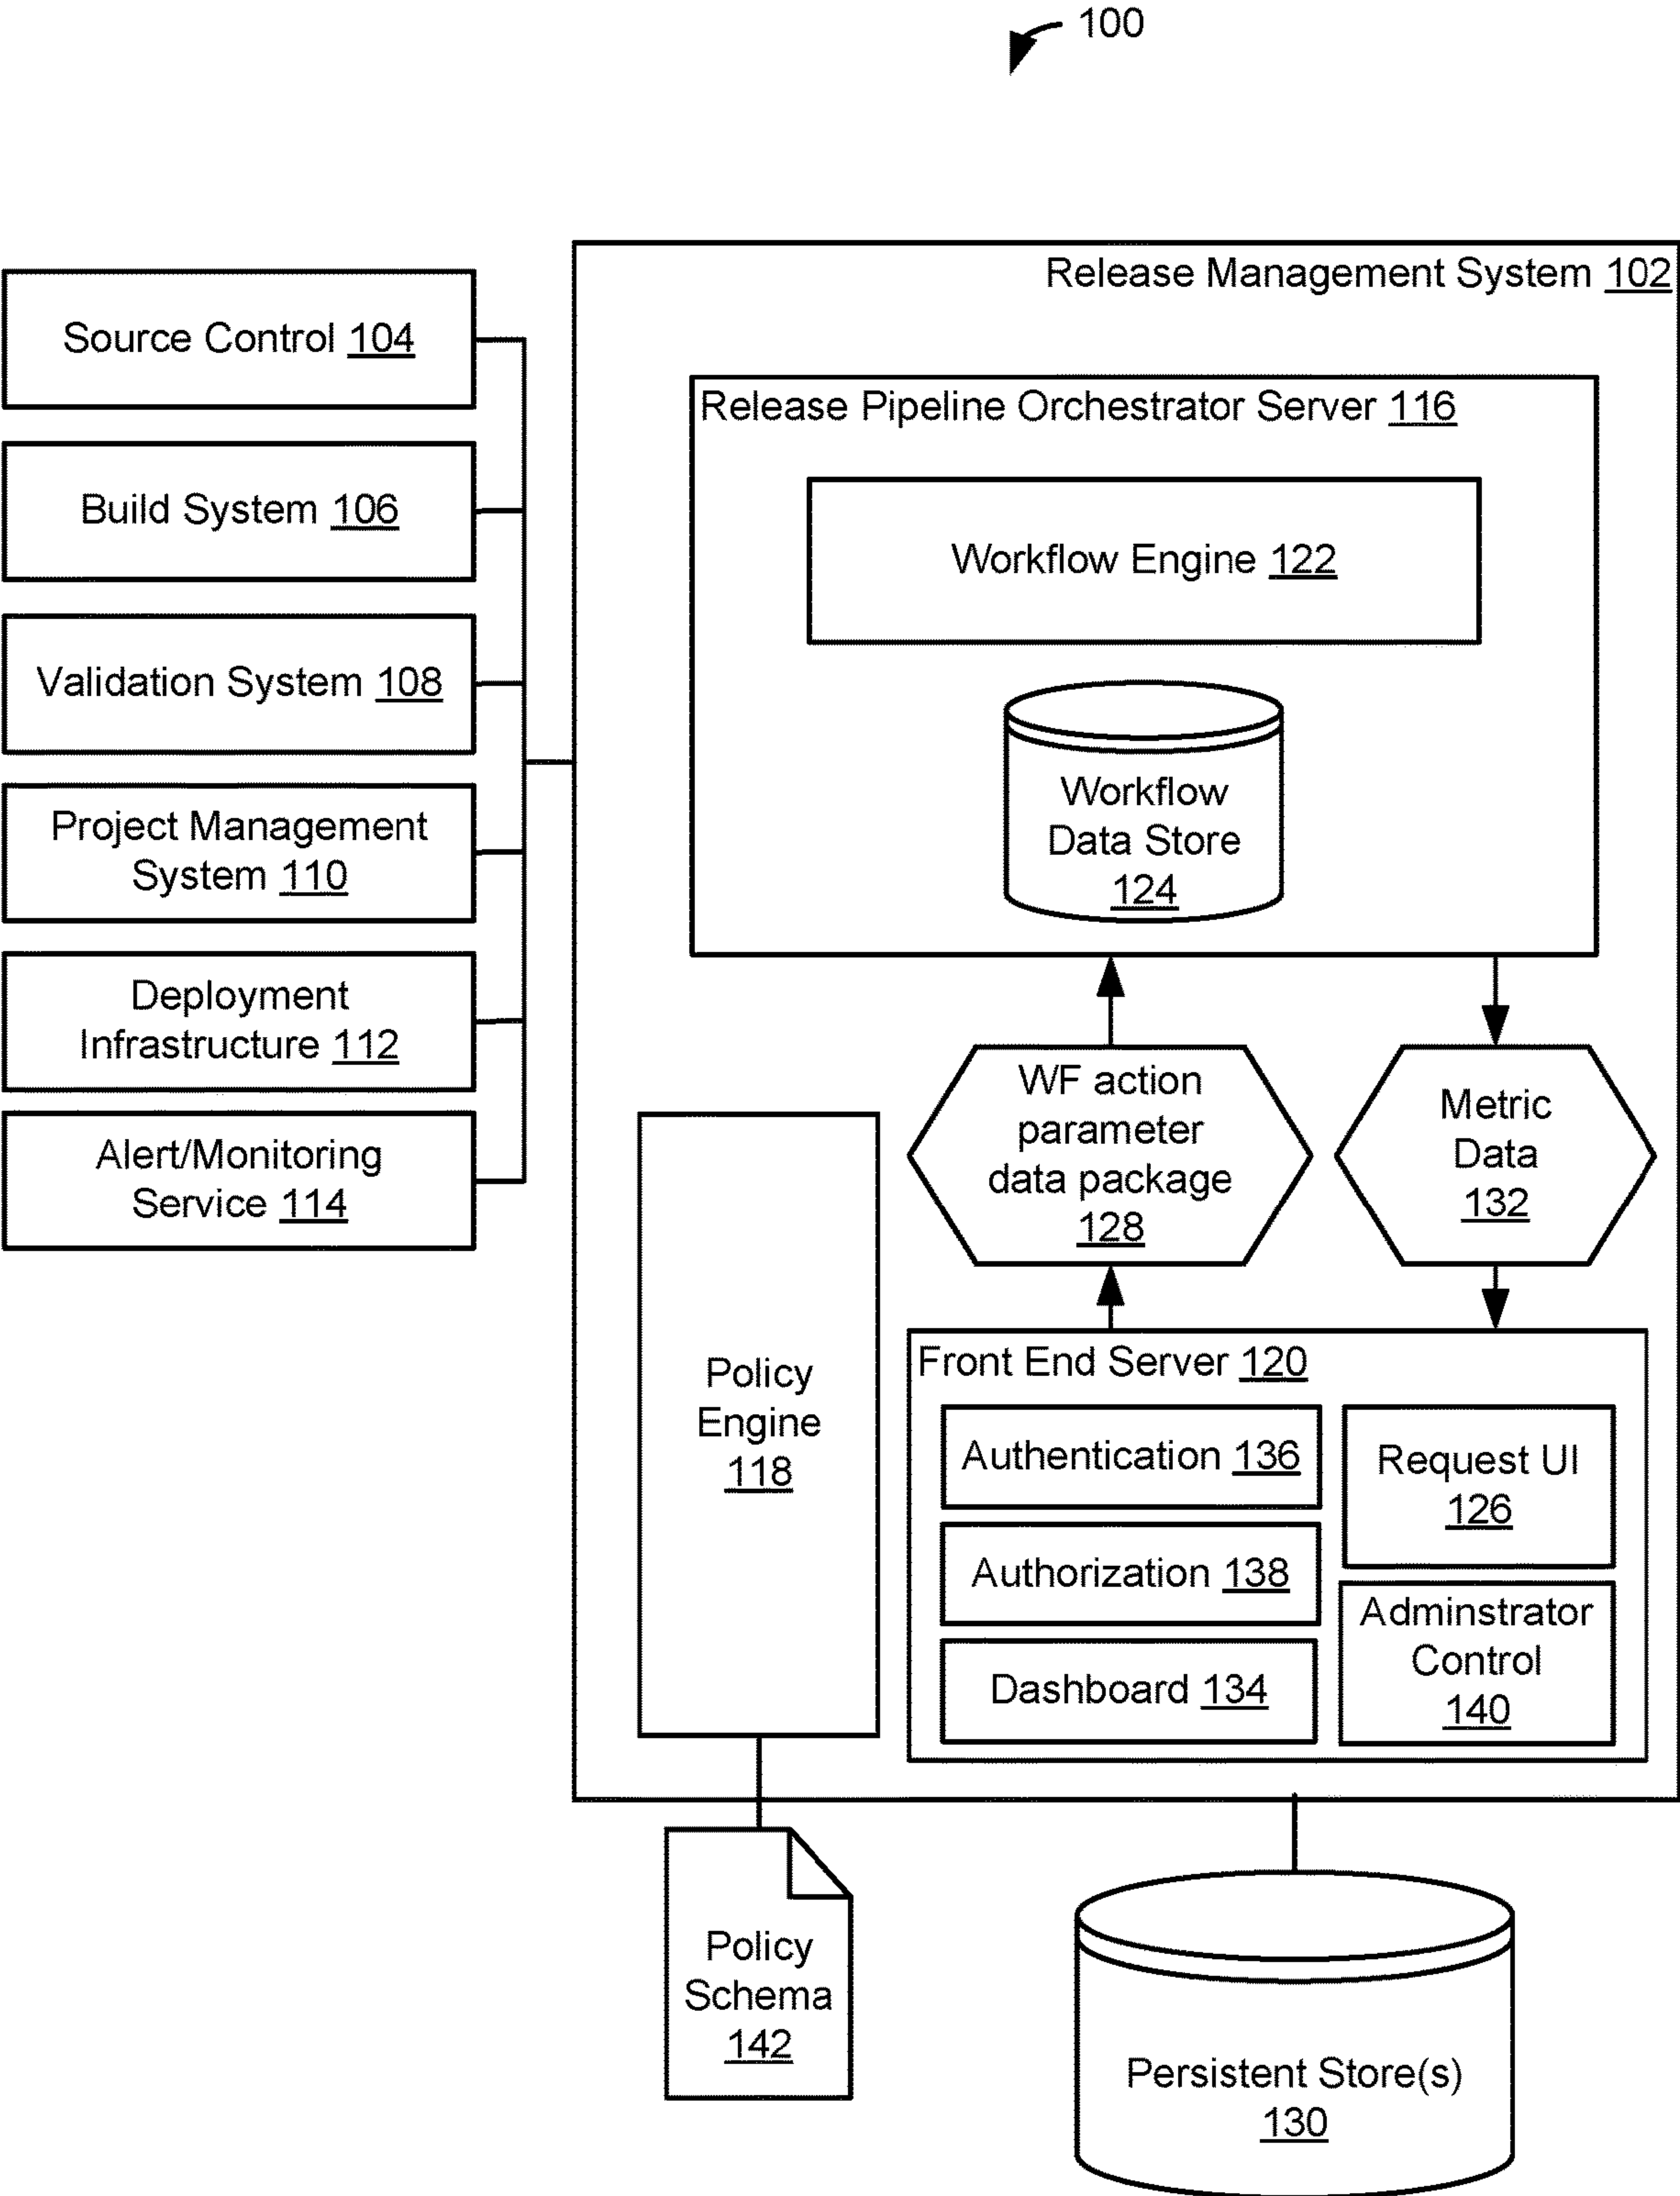 100
Release Management System 102
Source Control 104
Build System 106
Validation System 108
Project Management
System 110
Deployment
Infrastructure 112
Alert/Monitoring
Service 114
Release Pipeline Orchestrator Server 116
Workflow Engine 122
Workflow
Data Store
124
WF action
parameter
data package
128
Metric
Data
132
Policy
Engine
118
Front End Server 120
Authentication 136
Authorization 138
Dashboard 134
Request UI
126
Adminstrator
Control
140
Policy
Schema
142
Persistent Store(s)
130